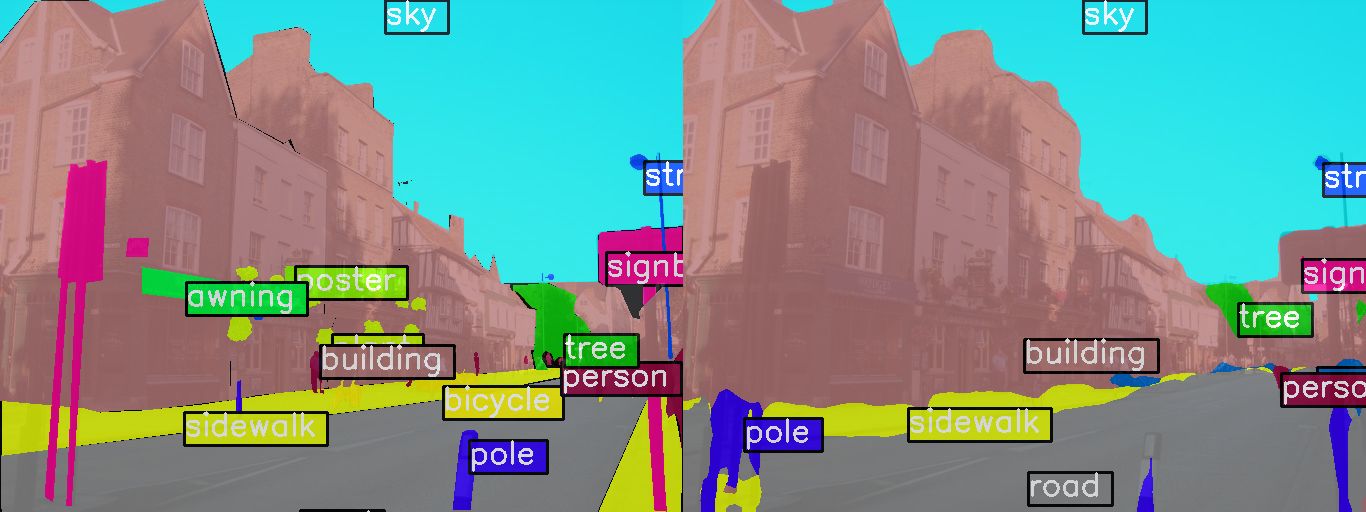 sky
str
signb
poster
awning
building
tree
person
bicycle
sidewalk
pole
sky
str
sign
tree
building
perso
sidewalk
pole
road